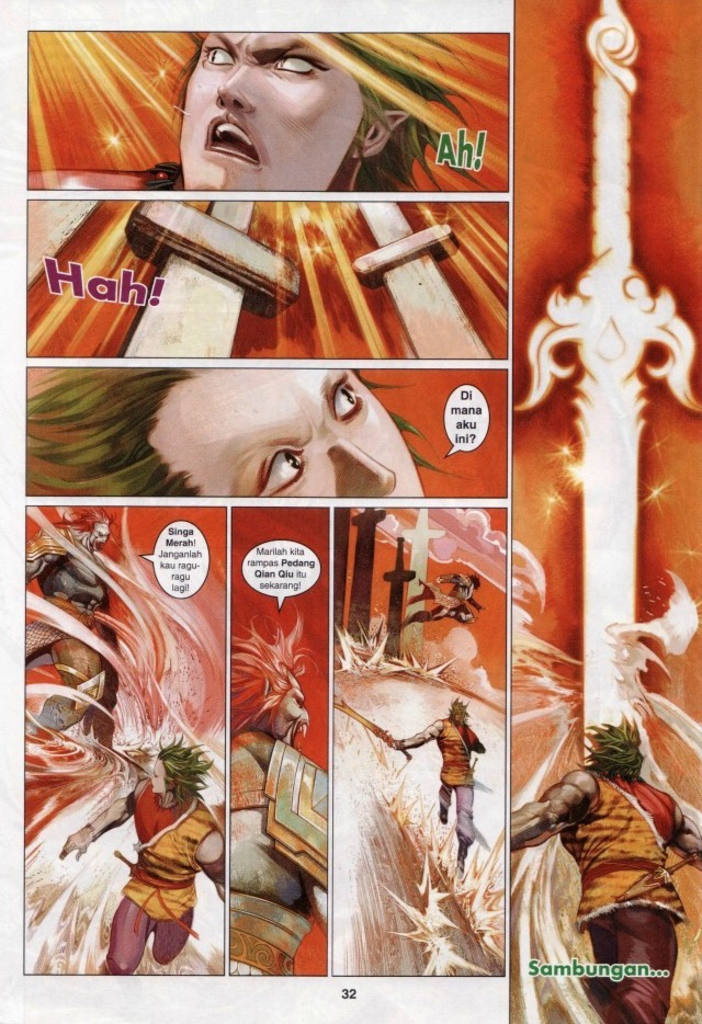 Ah!
Hah!
Di
mana
aku
ini?
Singa
Merah!
Janganlah
kau ragu-
ragu
lagi!
Marilah kita
rampas Pedang
Qian Qiu itu
sekarang!
Sambungan...
32